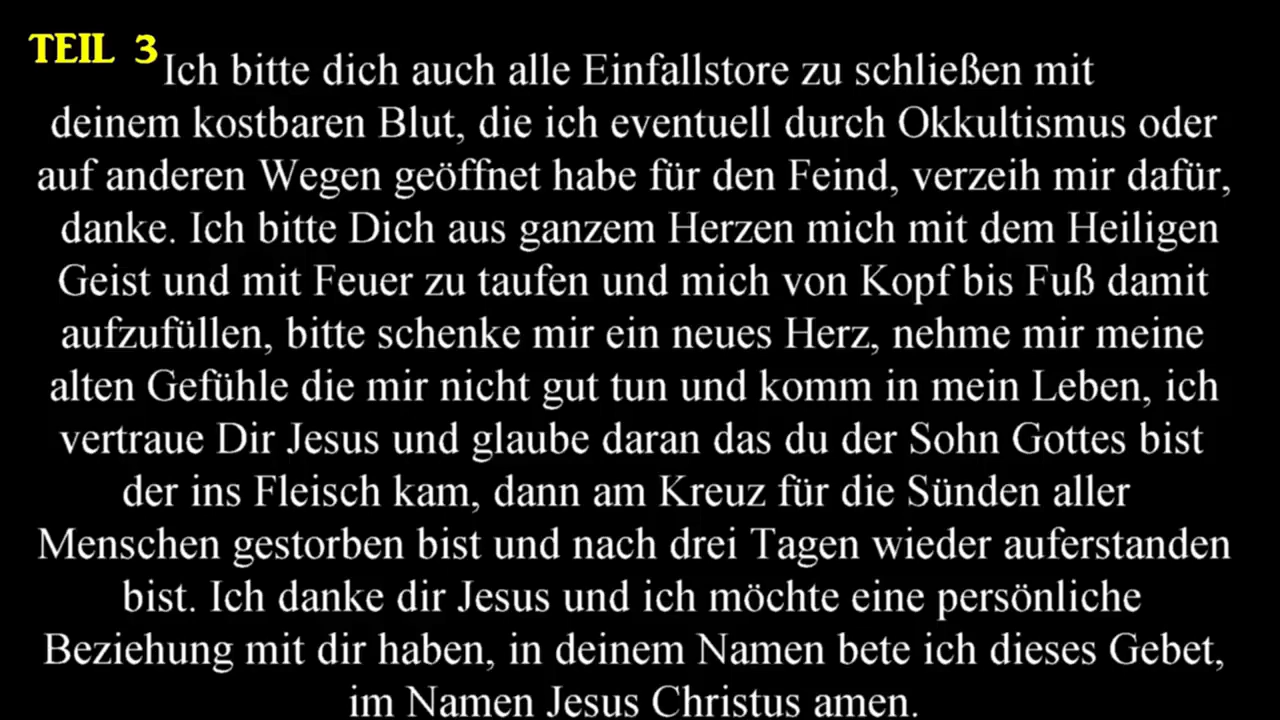 TEIL 3
Ich bitte dich auch alle Einfallstore zu schließen mit
deinem kostbaren Blut, die ich eventuell durch Okkultismus oder
auf anderen Wegen geöffnet habe für den Feind, verzeih mir dafür,
danke. Ich bitte Dich aus ganzem Herzen mich mit dem Heiligen
Geist und mit Feuer zu taufen und mich von Kopf bis Fuß damit
aufzufüllen, bitte schenke mir ein neues Herz, nehme mir meine
alten Gefühle die mir nicht gut tun und komm in mein Leben, ich
vertraue Dir Jesus und glaube daran das du der Sohn Gottes bist
der ins Fleisch kam, dann am Kreuz für die Sünden aller
Menschen gestorben bist und nach drei Tagen wieder auferstanden
bist. Ich danke dir Jesus und ich möchte eine persönliche
Beziehung mit dir haben, in deinem Namen bete ich dieses Gebet,
im Namen Jesus Christus amen.